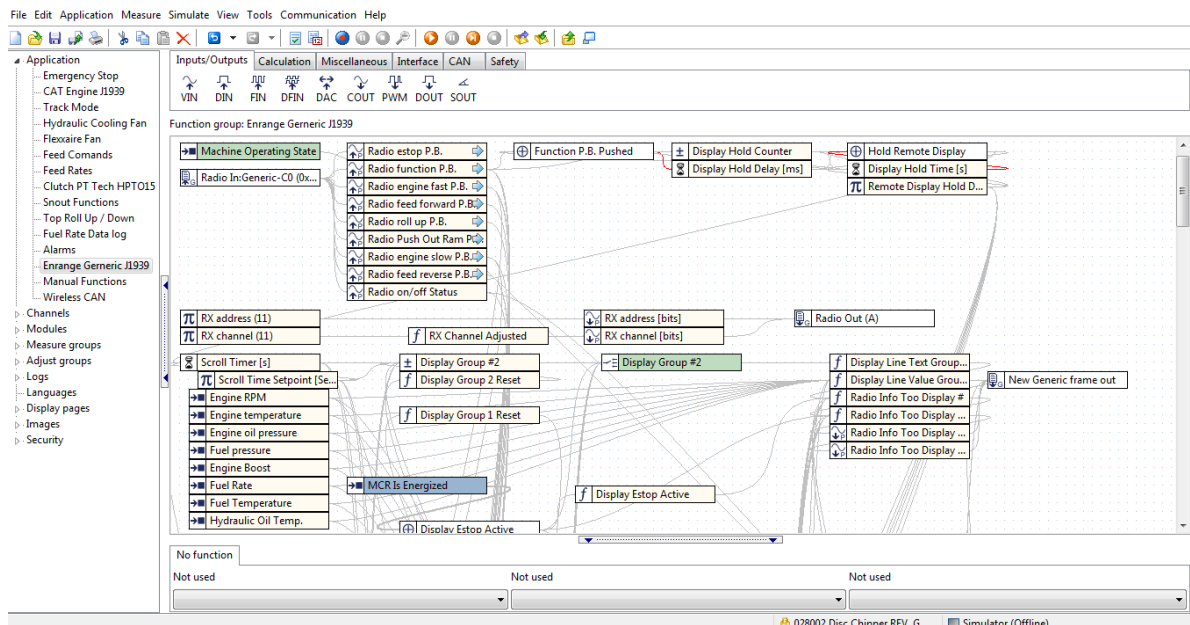 File Edit Application Measure Simulate View Tools Communication Help
Application
Emergency Stop
CAT Engine J1939
Track Mode
Hydraulic Cooling Fan
Flexxaire Fan
Feed Comands
Feed Rates
Clutch PT Tech HPTO15
Snout Functions
Top Roll Up / Down
Fuel Rate Data log
Alarms
Enrange Gerneric J1939
Manual Functions
Wireless CAN
Channels
Modules
Measure groups
Adjust groups
Logs
Languages
Display pages
Images
Security
Inputs/Outputs Calculation Miscellaneous Interface CAN Safety
VIN DIN FIN DFIN DAC COUT PWM DOUT SOUT
Function group: Enrange Gerneric J1939
Machine Operating State
Radio In:Generic-C0 (0x...
Radio estop P.B.
Radio function P.B.
Radio engine fast P.B.
Radio feed forward P.B.
Radio roll up P.B.
Radio Push Out Ram P.
Radio engine slow P.B.
Radio feed reverse P.B.
Radio on/off Status
Function P.B. Pushed
Display Hold Counter
Display Hold Delay [ms]
Hold Remote Display
Display Hold Time [s]
Remote Display Hold D...
RX address (11)
RX channel (11)
RX Channel Adjusted
RX address [bits]
RX channel [bits]
Radio Out (A)
Scroll Timer [s]
Scroll Time Setpoint [Se...
Engine RPM
Engine temperature
Engine oil pressure
Fuel pressure
Engine Boost
Fuel Rate
Fuel Temperature
Hydraulic Oil Temp.
Display Group #2
Display Group 2 Reset
Display Group 1 Reset
MCR Is Energized
Display Estop Active
Display Group #2
Display Estop Active
Display Line Text Group...
Display Line Value Grou...
Radio Info Too Display #
Radio Info Too Display ...
Radio Info Too Display ...
Radio Info Too Display ...
New Generic frame out
No function
Not used Not used Not used
028002 Disc Chipper REV_G Simulator (Offline)